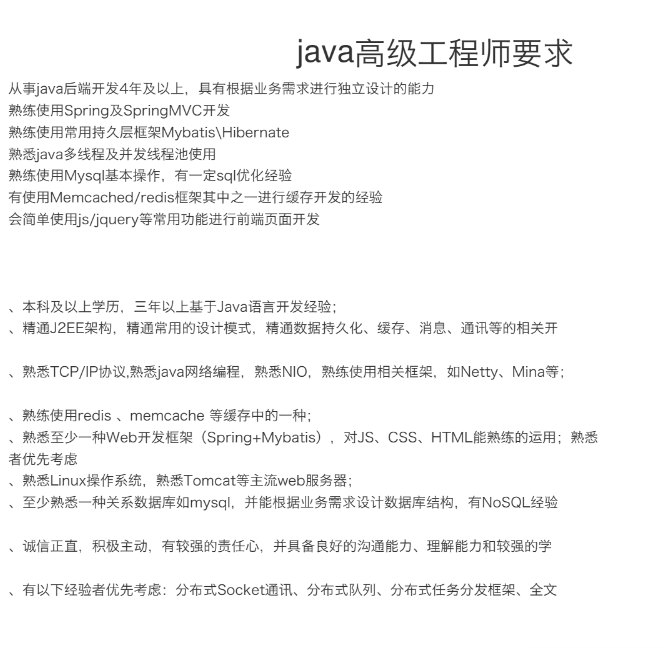 java高级工程师要求
从事java后端开发4年及以上，具有根据业务需求进行独立设计的能力
熟练使用Spring及SpringMVC开发
熟练使用常用持久层框架Mybatis\Hibernate
熟悉java多线程及并发线程池使用
熟练使用Mysql基本操作，有一定sql优化经验
有使用Memcached/redis框架其中之一进行缓存开发的经验
会简单使用js/jquery等常用功能进行前端页面开发
、本科及以上学历，三年以上基于Java语言开发经验；
、精通J2EE架构，精通常用的设计模式，精通数据持久化、缓存、消息、通讯等的相关开
、熟悉TCP/IP协议,熟悉java网络编程，熟悉NIO，熟练使用相关框架，如Netty、Mina等；
、熟练使用redis 、memcache 等缓存中的一种；
、熟悉至少一种Web开发框架（Spring+Mybatis），对JS、CSS、HTML能熟练的运用；熟悉
者优先考虑
、熟悉Linux操作系统，熟悉Tomcat等主流web服务器；
、至少熟悉一种关系数据库如mysql，并能根据业务需求设计数据库结构，有NoSQL经验
、诚信正直，积极主动，有较强的责任心，并具备良好的沟通能力、理解能力和较强的学
、有以下经验者优先考虑：分布式Socket通讯、分布式队列、分布式任务分发框架、全文